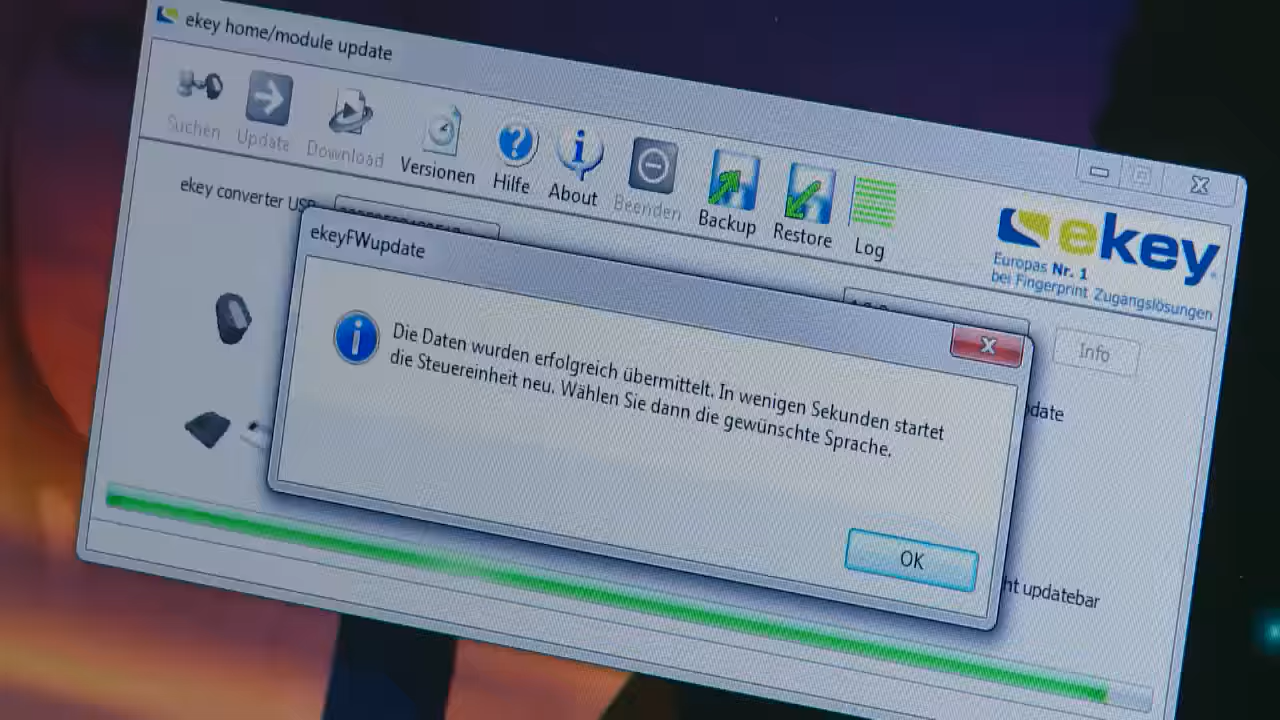 ekey home/module update
Suchen
Update
Download
Versionen
Hilfe
About
Beenden
Backup
Restore
Log
ekey
Europas Nr. 1
bei Fingerprint Zugangslösungen
ekey converter USB
Info
ekeyFWupdate
Die Daten wurden erfolgreich übermittelt. In wenigen Sekunden startet
die Steuereinheit neu. Wählen Sie dann die gewünschte Sprache.
date
OK
ht updatebar